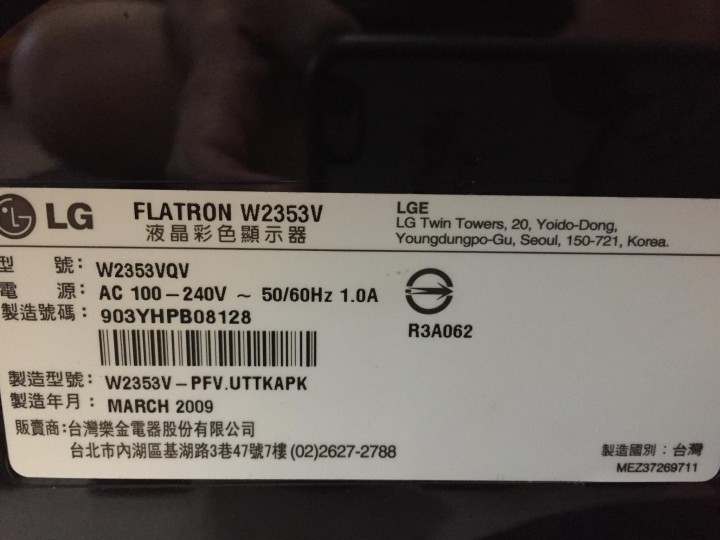 LG
FLATRON W2353V
液晶彩色顯示器
LGE
LG Twin Towers, 20, Yoido-Dong,
Youngdungpo-Gu, Seoul, 150-721, Korea.
型 號: W2353VQV
電 源: AC 100－240V ~ 50/60Hz 1.0A
製造號碼: 903YHPB08128
R3A062
製造型號: W2353V－PFV.UTTKAPK
製造年月: MARCH 2009
販賣商:台灣樂金電器股份有限公司
台北市內湖區基湖路3巷47號7樓(02)2627-2788
製造國別：台灣
MEZ37269711